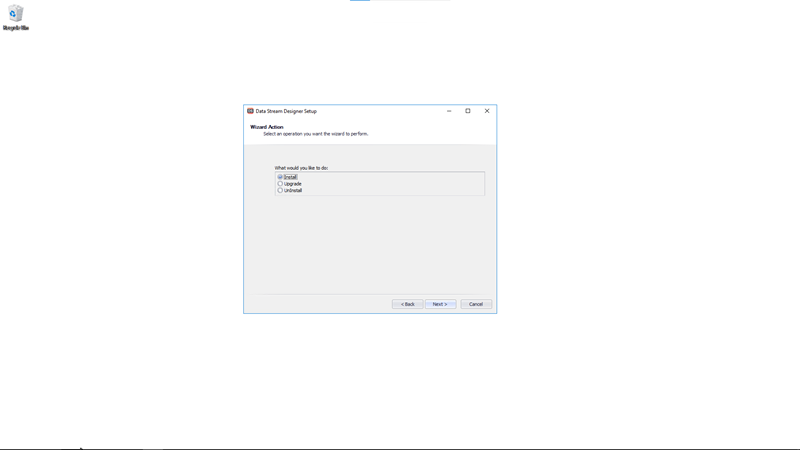 Recycle Bin
Data Stream Designer Setup
Wizard Action
Select an operation you want the wizard to perform.
What would you like to do:
Install
Upgrade
UnInstall
< Back
Next >
Cancel